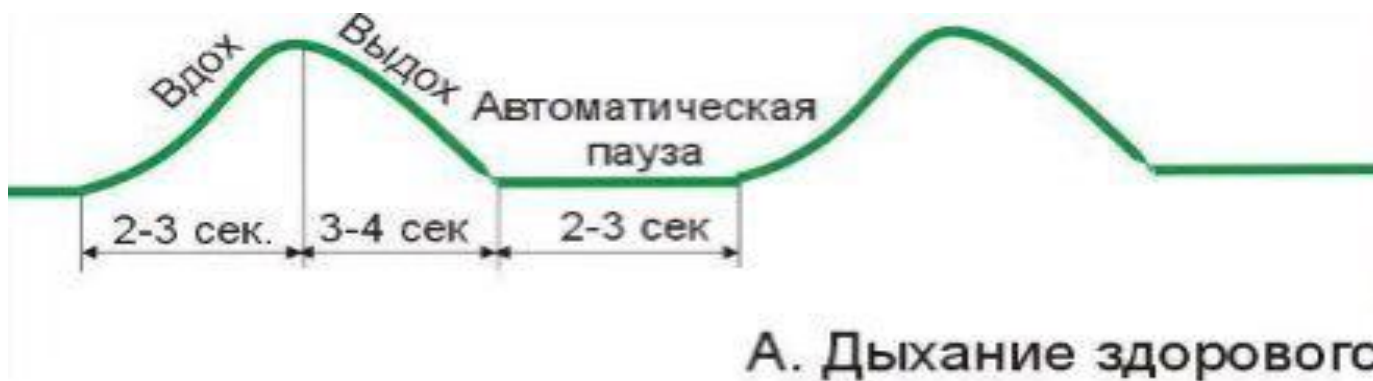 Вдох
Выдох
Автоматическая
пауза
2-3 сек.
3-4 сек
2-3 сек
А. Дыхание здорового